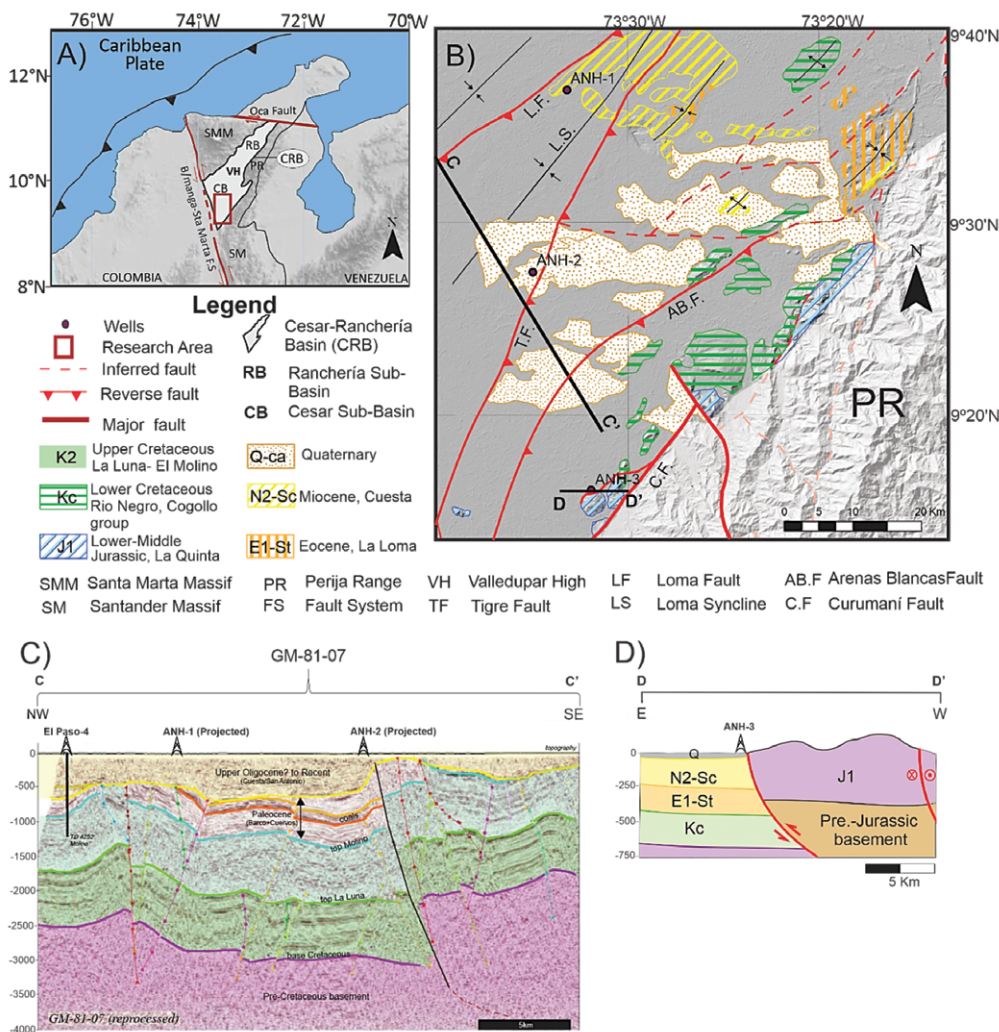 76°W 74°W 72°W 70°W
A)
Caribbean
Plate
12°N
10°N
8°N
Oca Fault
SMM
RB
PR
CRB
VH
CB
B/manga-Sta Marta F.S
SM
N
COLOMBIA
VENEZUELA
B)
73°30' 73°20'
9°40'
9°30'
9°20'
ANH-1
L.F.
L.S.
C
ANH-2
AB.F.
T.F.
C'
PR
N
ANH-3
D D'
C.F.
0 5 10 20 Km
Legend
Wells
Research Area
Inferred fault
Reverse fault
Major fault
Cesar-Ranchería
Basin (CRB)
RB Ranchería Sub-
Basin
CB Cesar Sub-Basin
K2 Upper Cretaceous
La Luna- El Molino
Kc Lower Cretaceous
Rio Negro, Cogollo
group
J1 Lower-Middle
Jurassic, La Quinta
Q-ca Quaternary
N2-Sc Miocene, Cuesta
E1-St Eocene, La Loma
SMM Santa Marta Massif PR Perija Range VH Valledupar High LF Loma Fault AB.F Arenas BlancasFault
SM Santander Massif FS Fault System TF Tigre Fault LS Loma Syncline C.F Curumaní Fault
C)
GM-81-07
C C'
NW SE
El Paso-4 ANH-1 (Projected) ANH-2 (Projected)
topography
0
-500
-1000
-1500
-2000
-2500
-3000
-3500
-4000
Upper Oligocene? to Recent
(Cuesta/San Antonio)
Paleocene
(Barco+Cuervos)
coals
TD 4252
Molino
top Molino
top La Luna
base Cretaceous
Pre-Cretaceous basement
GM-81-07 (reprocessed)
5km
D)
D D'
E W
ANH-3
0
-250
-500
-750
Q
N2-Sc
E1-St
Kc
J1
Pre.-Jurassic
basement
5 Km